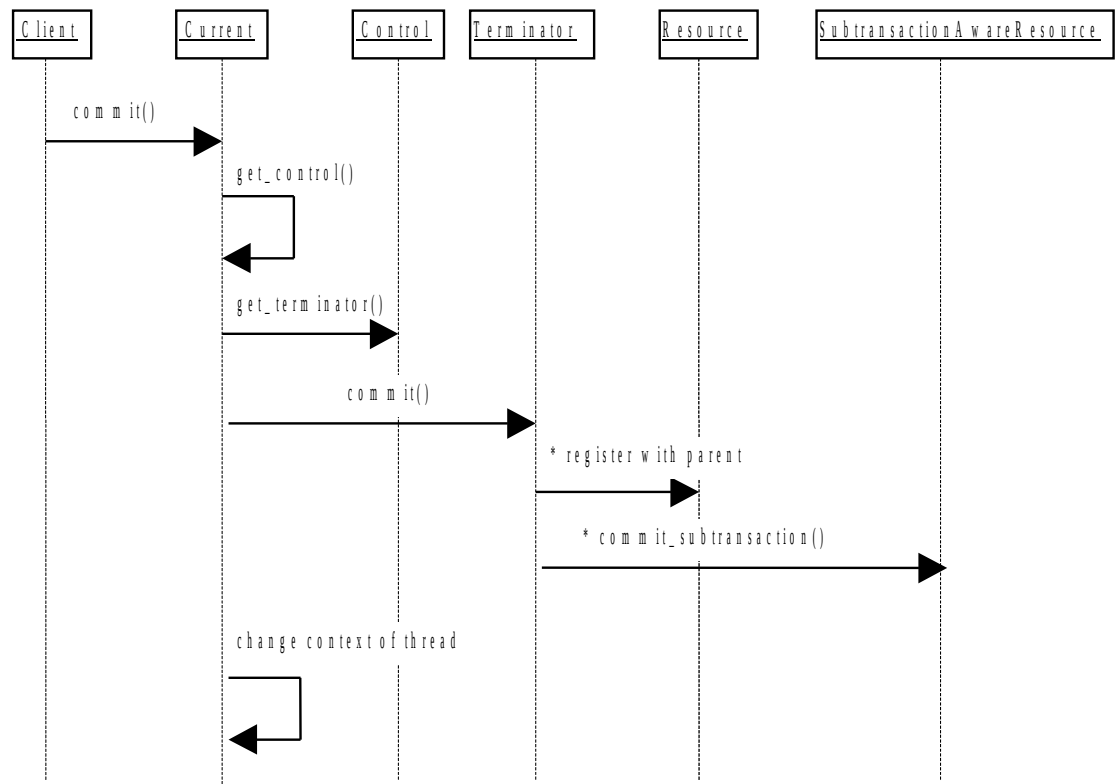 Client
Current
Control
Terminator
Resource
SubtransactionAwareResource
commit()
get_control()
get_terminator()
commit()
* register with parent
* commit_subtransaction()
change context of thread